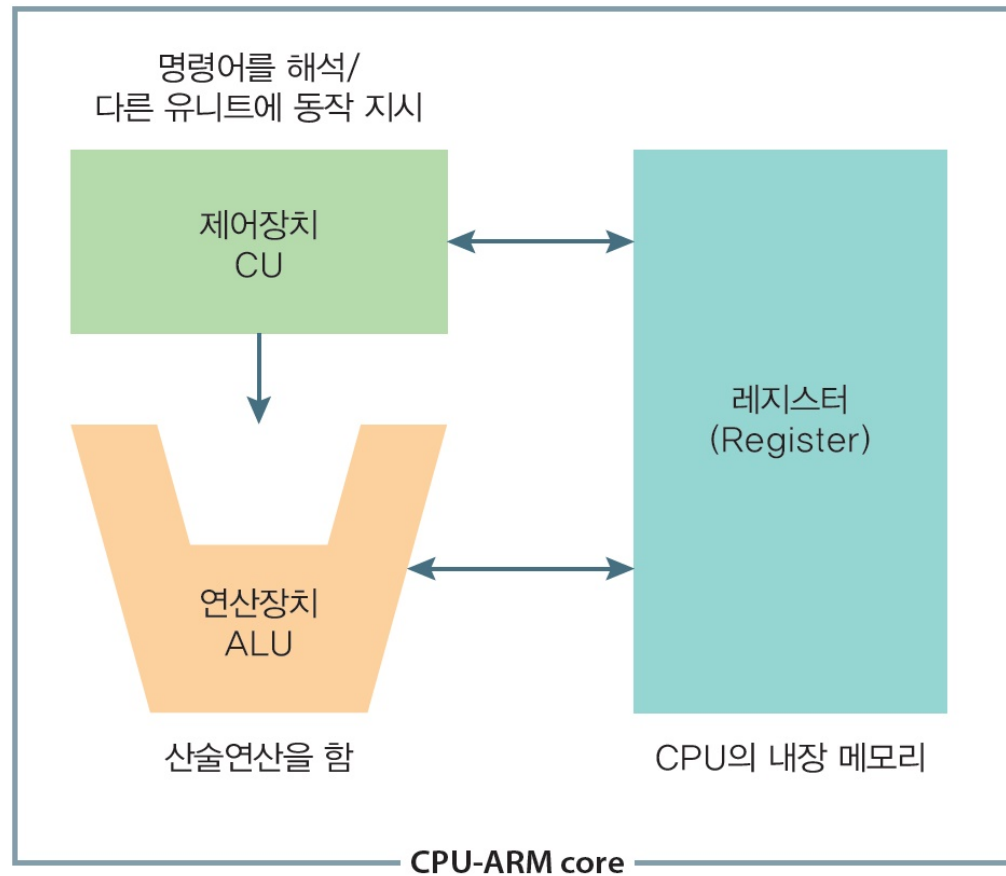 명령어를 해석/
다른 유니트에 동작 지시
제어장치
CU
레지스터
(Register)
연산장치
ALU
산술연산을 함
CPU의 내장 메모리
CPU-ARM core